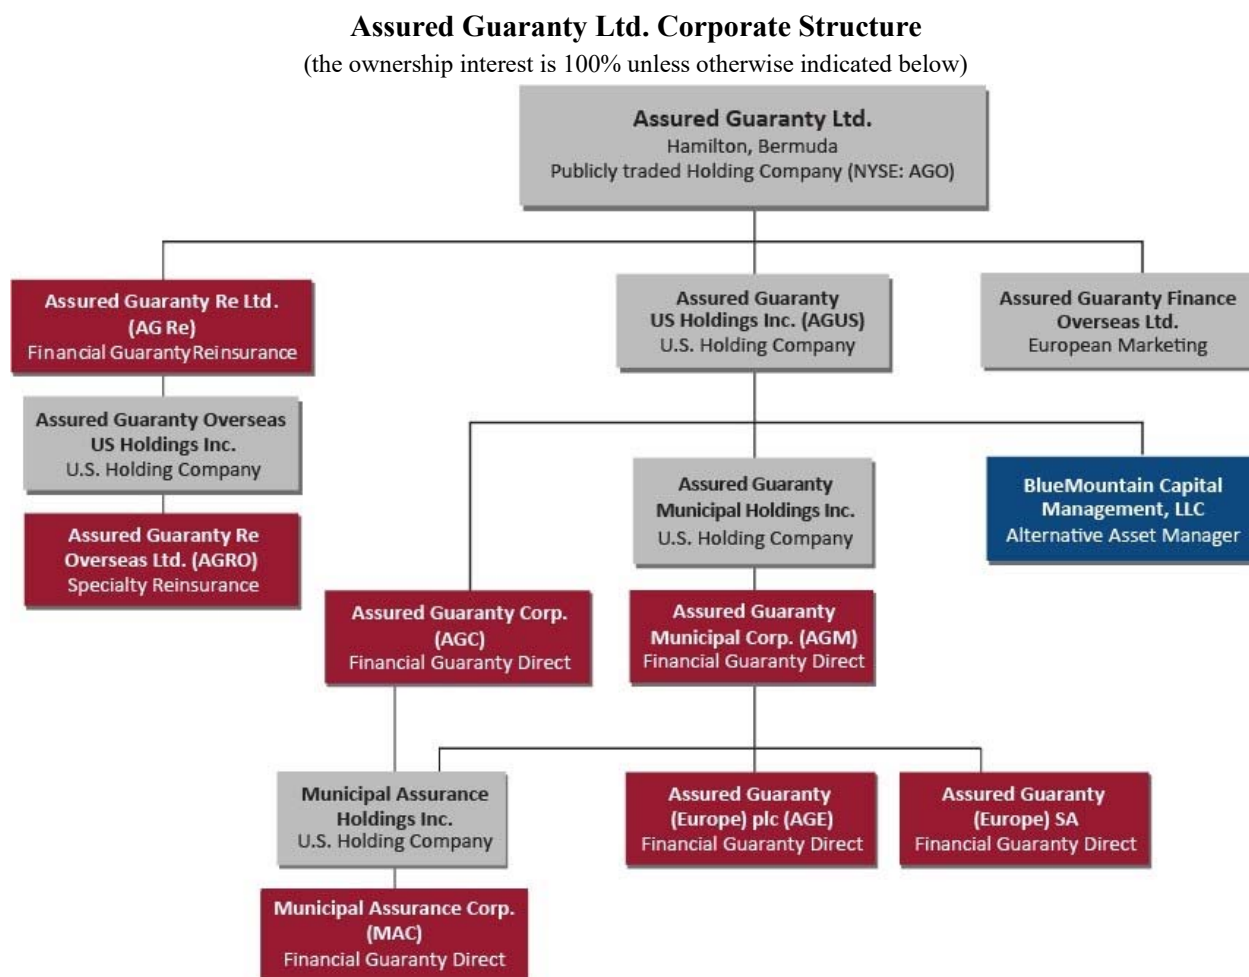 Assured Guaranty Ltd. Corporate Structure
(the ownership interest is 100% unless otherwise indicated below)
Assured Guaranty Ltd.
Hamilton, Bermuda
Publicly traded Holding Company (NYSE: AGO)
Assured Guaranty Re Ltd.
(AG Re)
Financial Guaranty Reinsurance
Assured Guaranty
US Holdings Inc. (AGUS)
U.S. Holding Company
Assured Guaranty Finance
Overseas Ltd.
European Marketing
Assured Guaranty Overseas
US Holdings Inc.
U.S. Holding Company
Assured Guaranty Re
Overseas Ltd. (AGRO)
Specialty Reinsurance
Assured Guaranty
Municipal Holdings Inc.
U.S. Holding Company
BlueMountain Capital
Management, LLC
Alternative Asset Manager
Assured Guaranty Corp.
(AGC)
Financial Guaranty Direct
Assured Guaranty
Municipal Corp. (AGM)
Financial Guaranty Direct
Municipal Assurance
Holdings Inc.
U.S. Holding Company
Assured Guaranty
(Europe) plc (AGE)
Financial Guaranty Direct
Assured Guaranty
(Europe) SA
Financial Guaranty Direct
Municipal Assurance Corp.
(MAC)
Financial Guaranty Direct